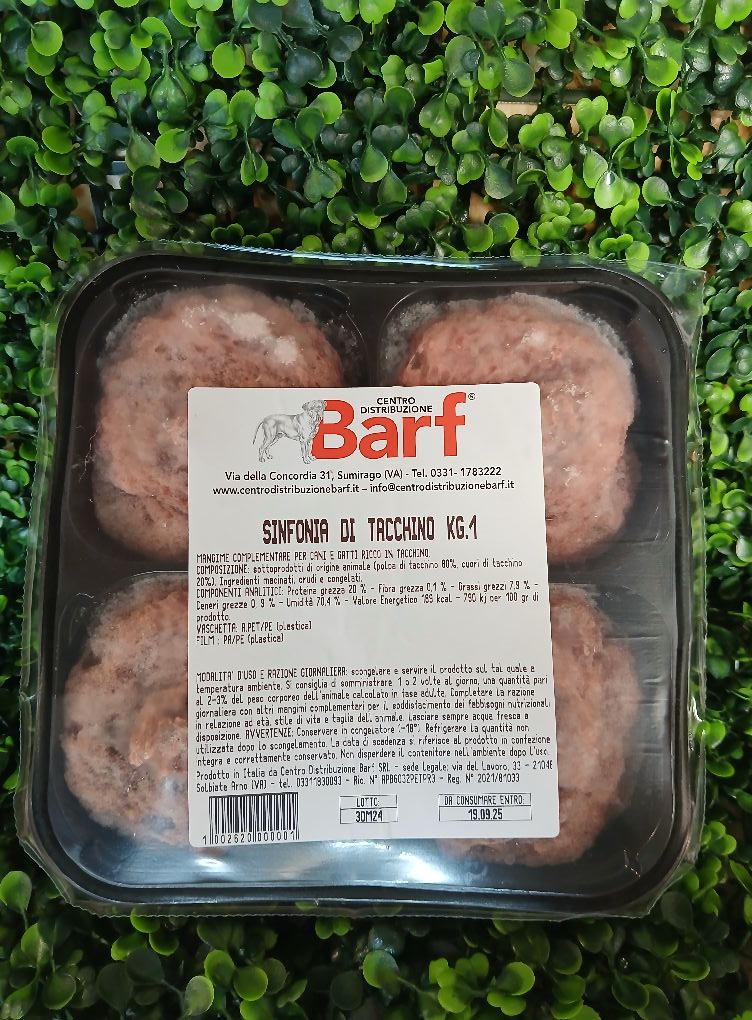 CENTRO
DISTRIBUZIONE
Barf®
Via della Concordia 31, Sumirago (VA) - Tel. 0331- 1783222
www.centrodistribuzionebarf.it – info@centrodistribuzionebarf.it
SINFONIA DI TACCHINO KG.1
MANGIME COMPLEMENTARE PER CANI E GATTI RICCO IN TACCHINO.
COMPOSIZIONE: sottoprodotti di origine animale (polpa di tacchino 80%, cuori di tacchino
20%). Ingredienti macinati, crudi e congelati.
COMPONENTI ANALITICI: Proteina grezza 20 % - Fibra grezza 0,1 % - Grassi grezzi 7,9 % -
Ceneri grezze 0,9 % - Umidità 70,4 % - Valore Energetico 189 kcal - 790 kj per 100 gr di
prodotto.
VASCHETTA: A.PET/PE (plastica)
FILM : PA/PE (plastica)
MODALITA' D'USO E RAZIONE GIORNALIERA: scongelare e servire il prodotto sul tal quale a
temperatura ambiente. Si consiglia di somministrare 1 o 2 volte al giorno, una quantità pari
al 2-3% del peso corporeo dell'animale calcolato in fase adulta. Completare la razione
giornaliera con altri mangimi complementari per il soddisfacimento dei fabbisogni nutrizionali
in relazione ad età, stile di vita e taglia dell'animale. Lasciare sempre acqua fresca a
disposizione. AVVERTENZE: Conservare in congelatore (-18°). Refrigerare la quantità non
utilizzata dopo lo scongelamento. La data di scadenza si riferisce al prodotto in confezione
integra e correttamente conservato. Non disperdere il contenitore nell'ambiente dopo l'uso.
Prodotto in Italia da Centro Distribuzione Barf SRL - sede legale: via del Lavoro, 33 - 21048
Solbiate Arno (VA) - tel. 03311830093 - Ric. N° - Reg. N° 2021/81033
1 002620 000001
LOTTO:
30M24
DA CONSUMARE ENTRO:
19.09.25